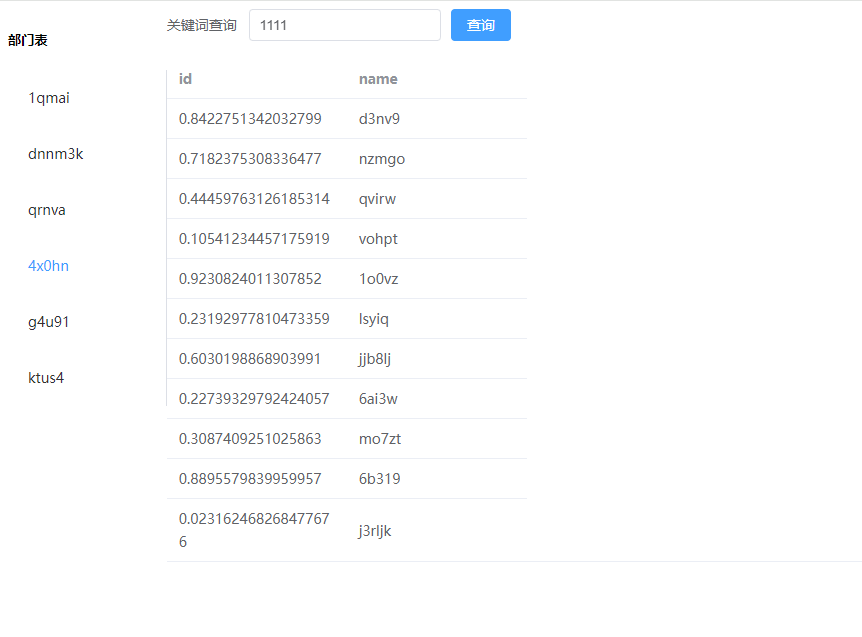 关键词查询 1111 查询
部门表
1qmai
dnnm3k
qrnva
4x0hn
g4u91
ktus4
id name
0.8422751342032799 d3nv9
0.7182375308336477 nzmgo
0.44459763126185314 qvirw
0.10541234457175919 vohpt
0.9230824011307852 1o0vz
0.23192977810473359 lsyiq
0.6030198868903991 jjb8lj
0.22739329792424057 6ai3w
0.3087409251025863 mo7zt
0.8895579839959957 6b319
0.02316246826847767
6
j3rljk